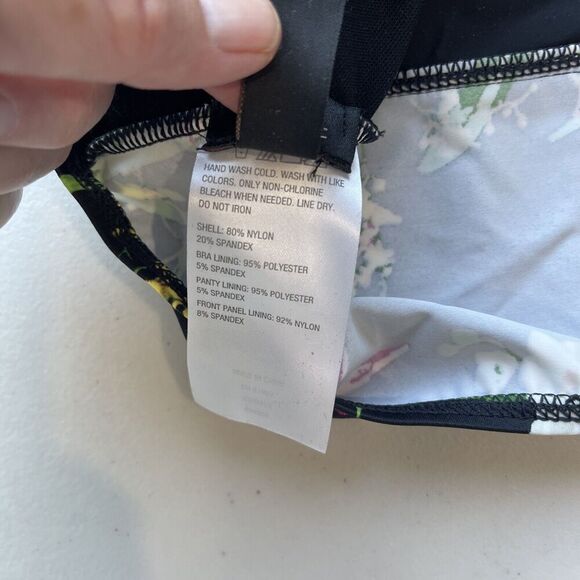 HAND WASH COLD. WASH WITH LIKE
COLORS. ONLY NON-CHLORINE
BLEACH WHEN NEEDED. LINE DRY.
DO NOT IRON
SHELL: 80% NYLON
20% SPANDEX
BRA LINING: 95% POLYESTER
5% SPANDEX
PANTY LINING: 95% POLYESTER
5% SPANDEX
FRONT PANEL LINING: 92% NYLON
8% SPANDEX